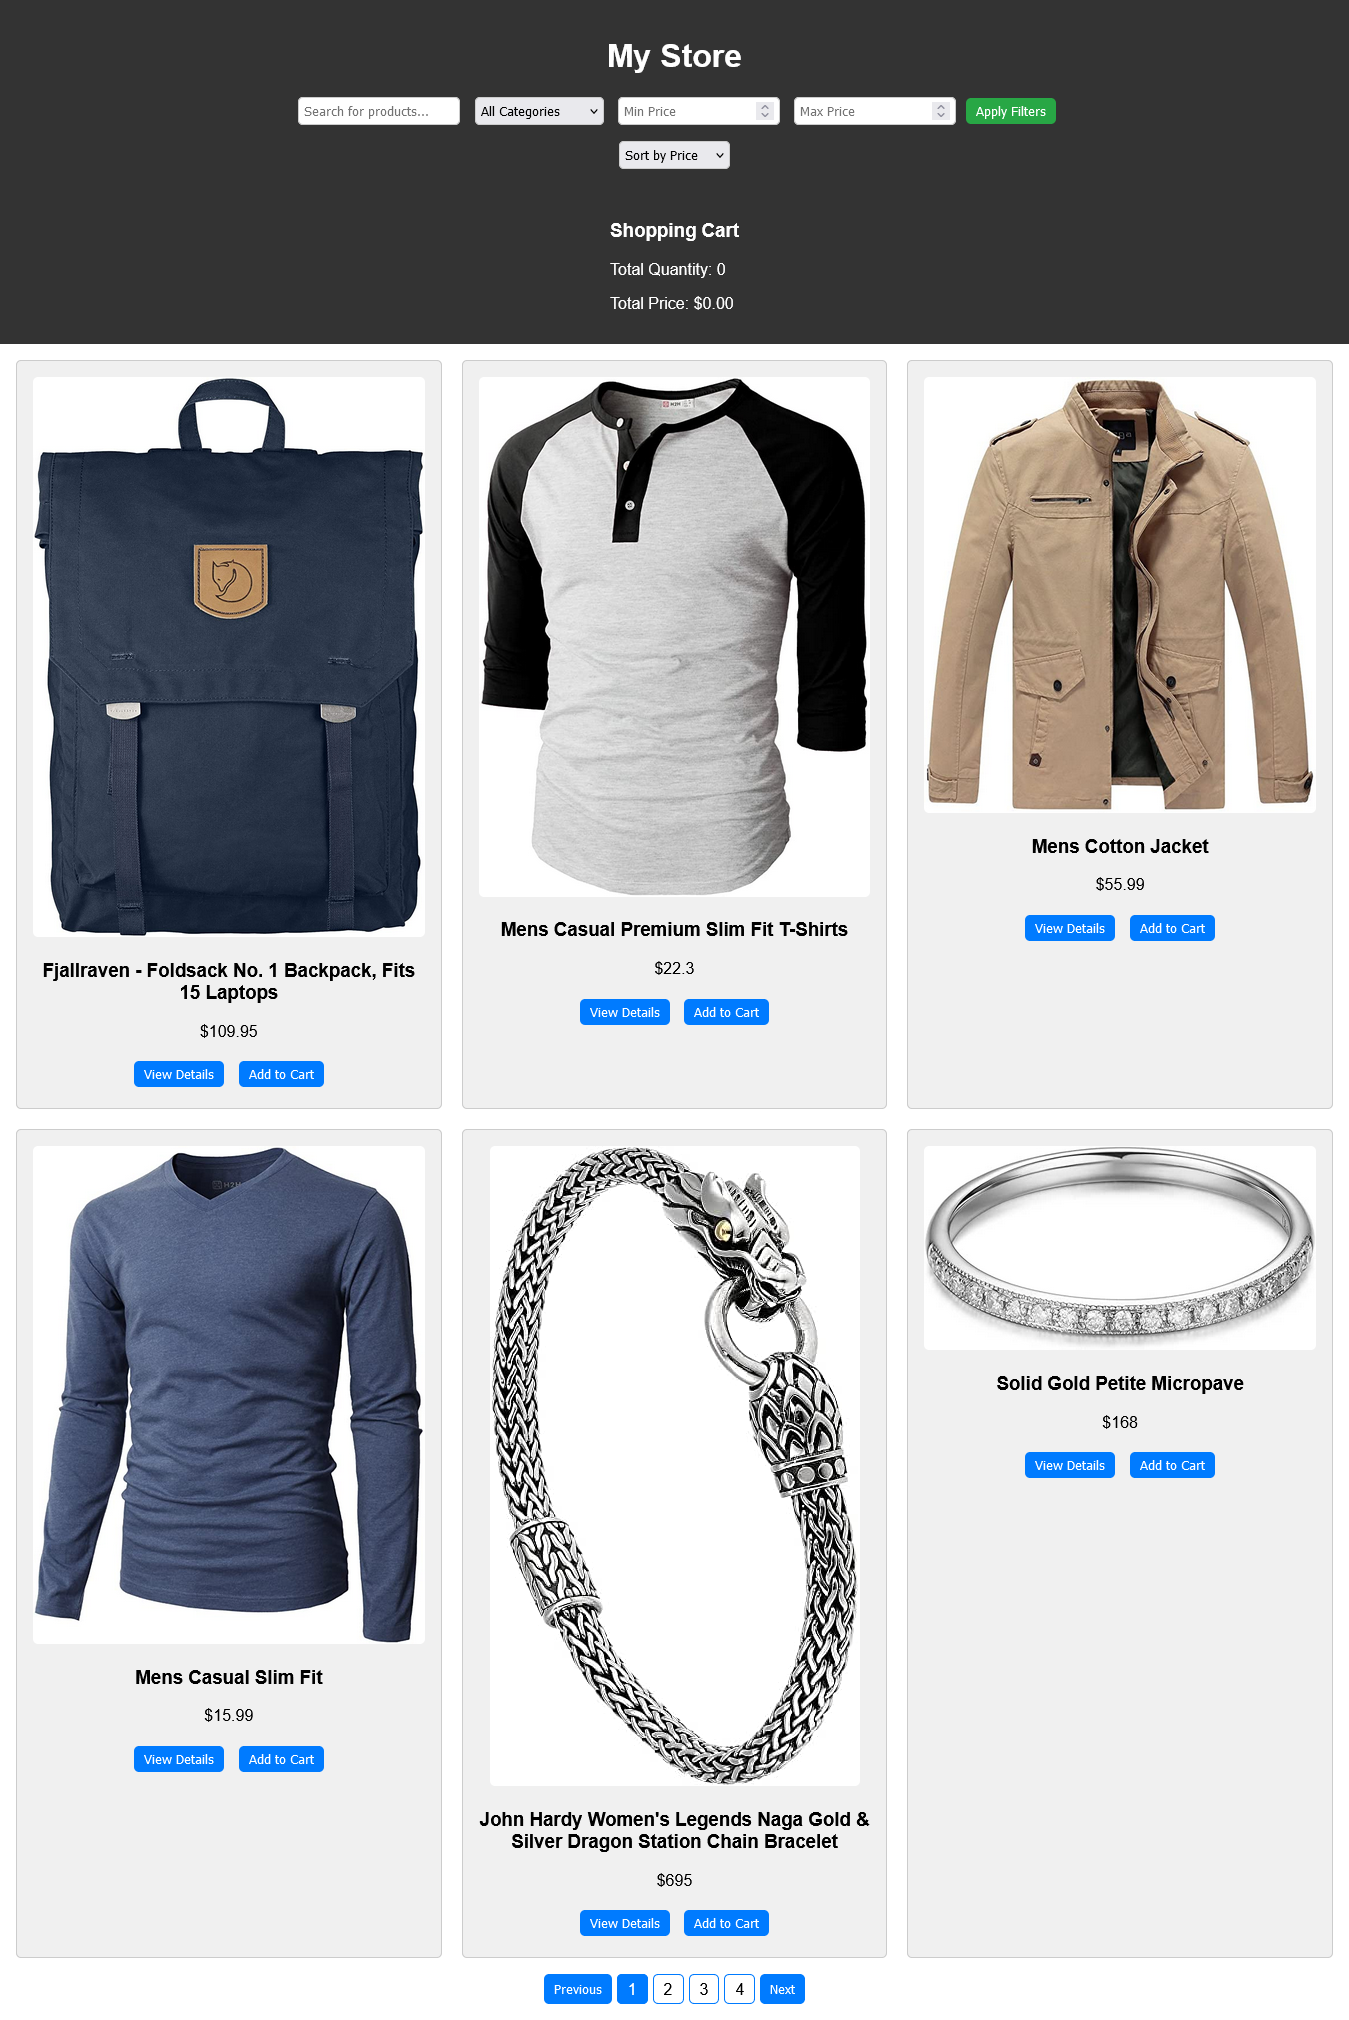 My Store
Search for products...
All Categories
Min Price
Max Price
Apply Filters
Sort by Price
Shopping Cart
Total Quantity: 0
Total Price: $0.00
H2H
Fjallraven - Foldsack No. 1 Backpack, Fits
15 Laptops
$109.95
View Details
Add to Cart
Mens Casual Premium Slim Fit T-Shirts
$22.3
View Details
Add to Cart
Mens Cotton Jacket
$55.99
View Details
Add to Cart
H2H
Mens Casual Slim Fit
$15.99
View Details
Add to Cart
John Hardy Women's Legends Naga Gold &
Silver Dragon Station Chain Bracelet
$695
View Details
Add to Cart
Solid Gold Petite Micropave
$168
View Details
Add to Cart
Previous
1
2
3
4
Next